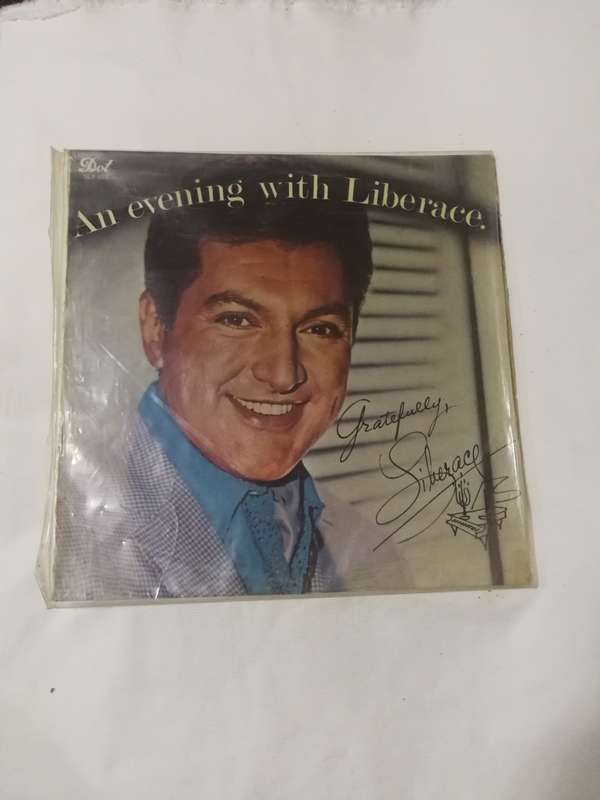 Dot
An evening with Liberace.
Gratefully,
Liberace